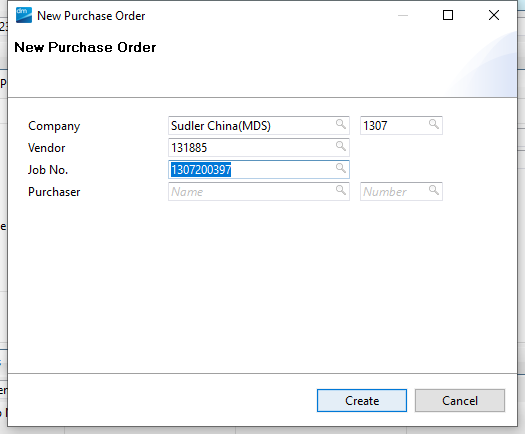 dm New Purchase Order
New Purchase Order
Company Sudler China(MDS) 1307
Vendor 131885
Job No. 1307200397
Purchaser Name Number
Create Cancel